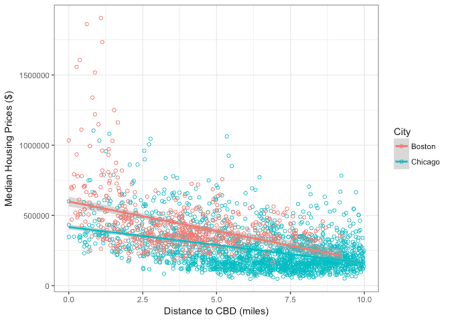 Median Housing Prices ($)
1500000
1000000
500000
0
0.0 2.5 5.0 7.5 10.0
Distance to CBD (miles)
City
Boston
Chicago